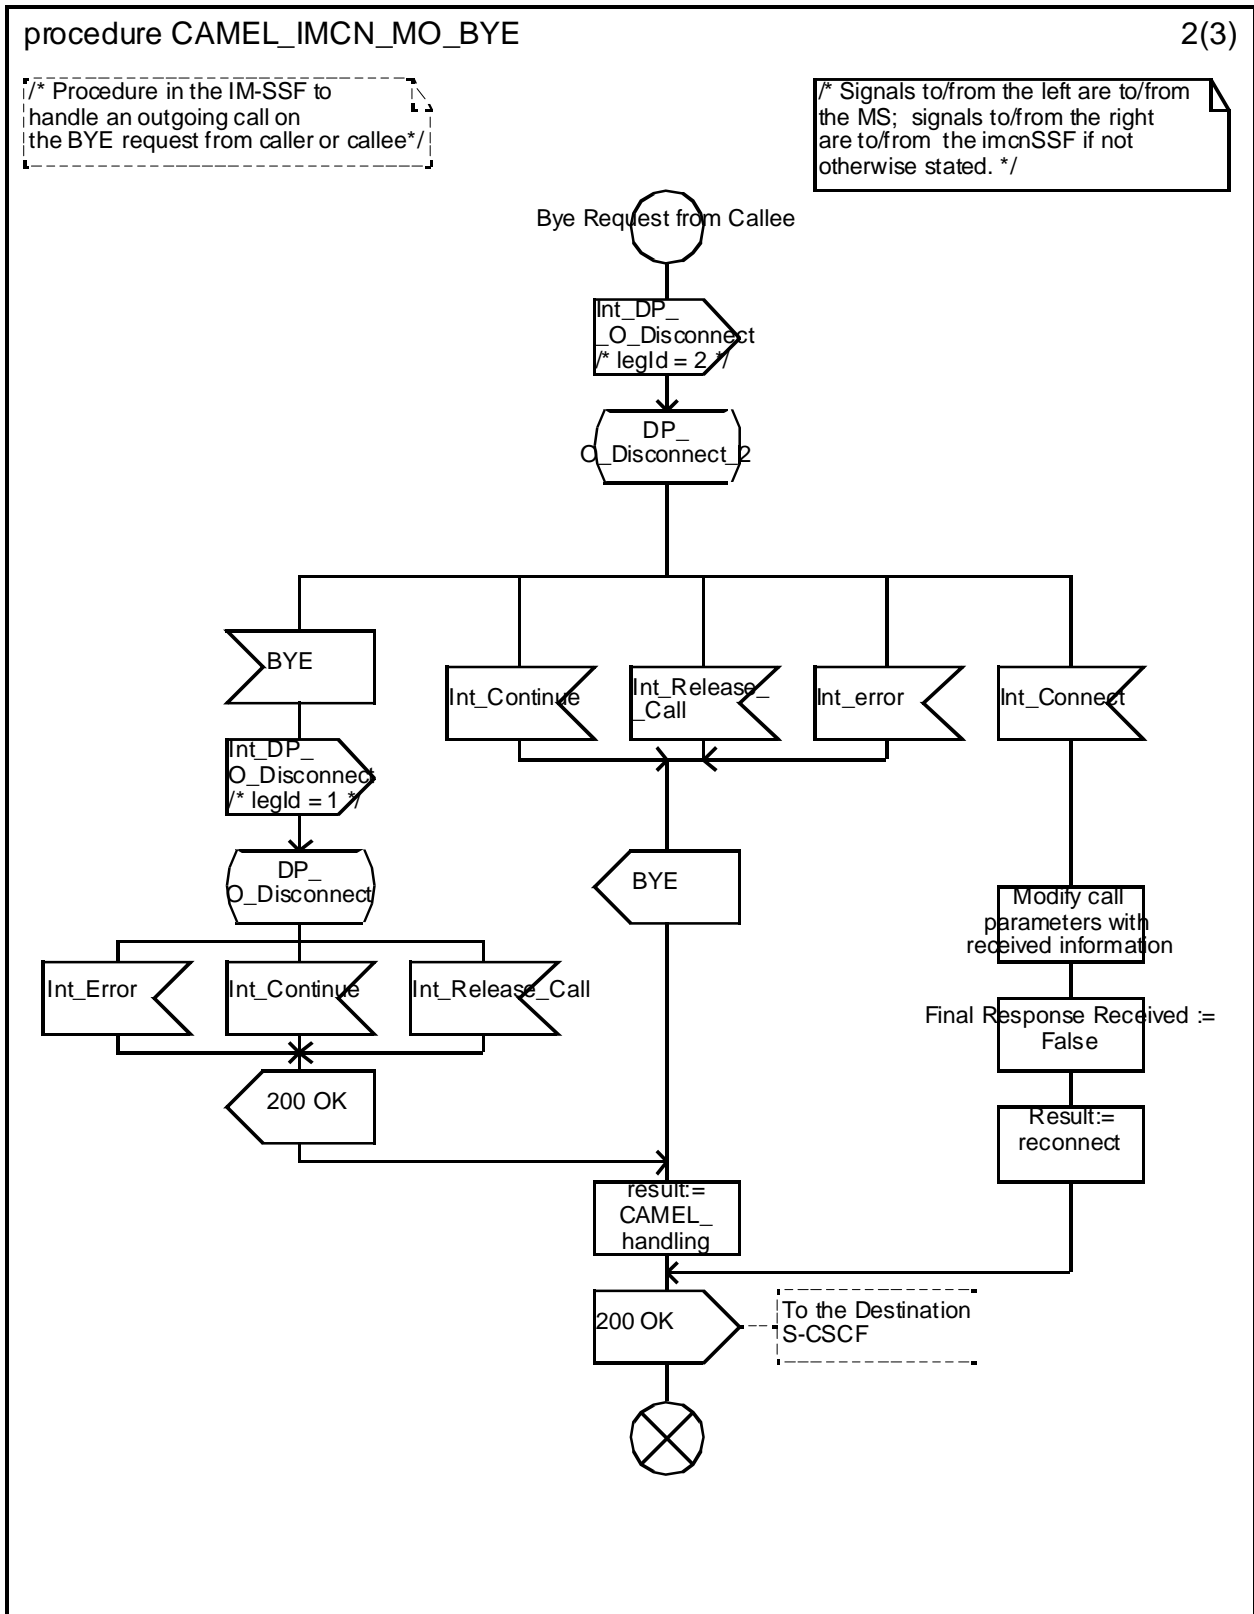 procedure CAMEL_IMCN_MO_BYE
2(3)
/* Procedure in the IM-SSF to
handle an outgoing call on
the BYE request from caller or callee*/
/* Signals to/from the left are to/from
the MS; signals to/from the right
are to/from the imcnSSF if not
otherwise stated. */
Bye Request from Callee
Int_DP_
_O_Disconnect
/* legId = 2 */
DP_
O_Disconnect_2
BYE
Int_Continue
Int_Release_
_Call
Int_error
Int_Connect
Int_DP_
O_Disconnect
/* legId = 1 */
DP_
O_Disconnect
BYE
Modify call
parameters with
received information
Int_Error
Int_Continue
Int_Release_Call
Final Response Received :=
False
200 OK
Result:=
reconnect
result:=
CAMEL_
handling
200 OK
To the Destination
S-CSCF